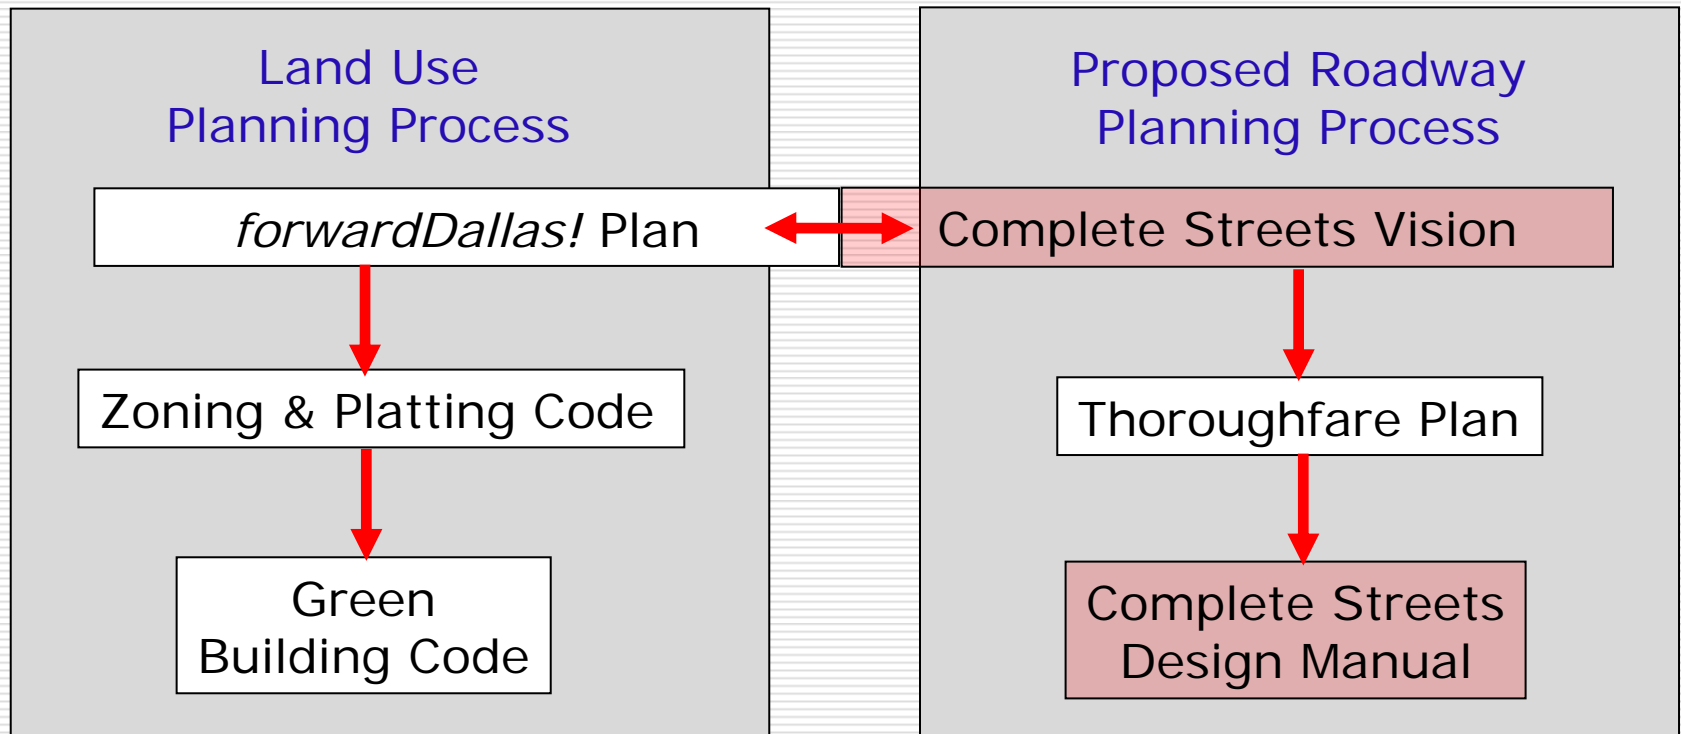 Land Use
Planning Process
forwardDallas! Plan
Zoning & Platting Code
Green
Building Code
Proposed Roadway
Planning Process
Complete Streets Vision
Thoroughfare Plan
Complete Streets
Design Manual